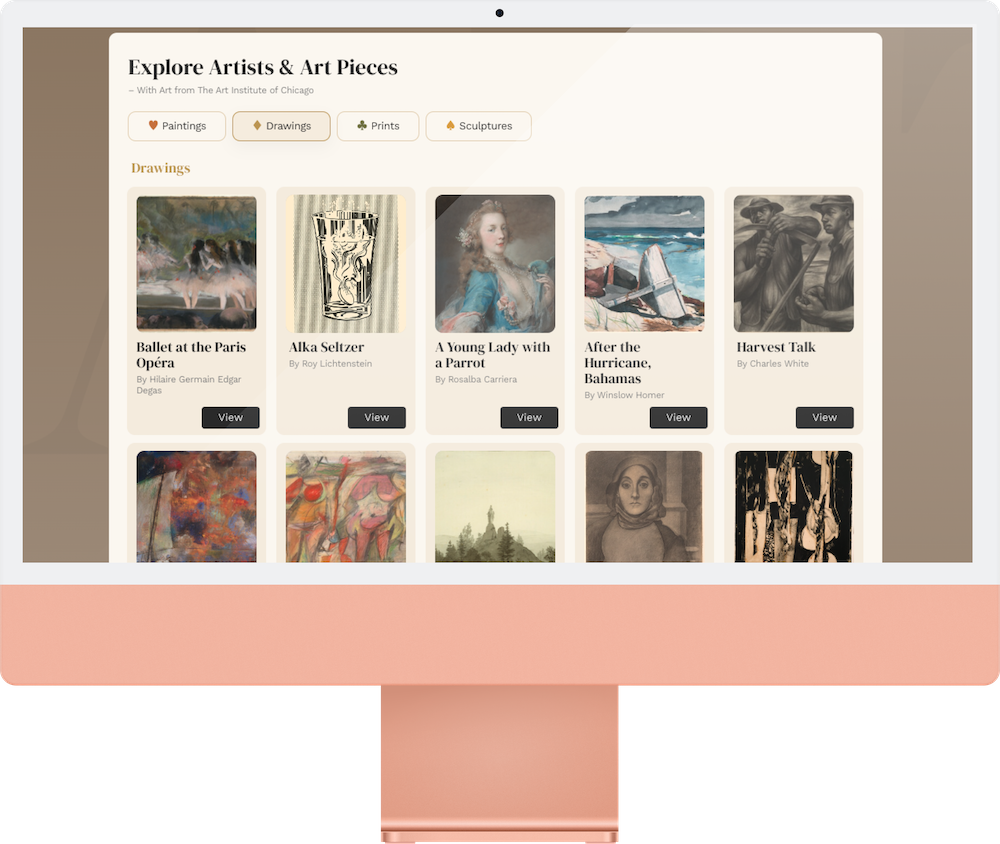 Explore Artists & Art Pieces
– With Art from The Art Institute of Chicago
Paintings
Drawings
Prints
Sculptures
Drawings
Ballet at the Paris
Opéra
By Hilaire Germain Edgar
Degas
View
Alka Seltzer
By Roy Lichtenstein
View
A Young Lady with
a Parrot
By Rosalba Carriera
View
After the
Hurricane,
Bahamas
By Winslow Homer
View
Harvest Talk
By Charles White
View